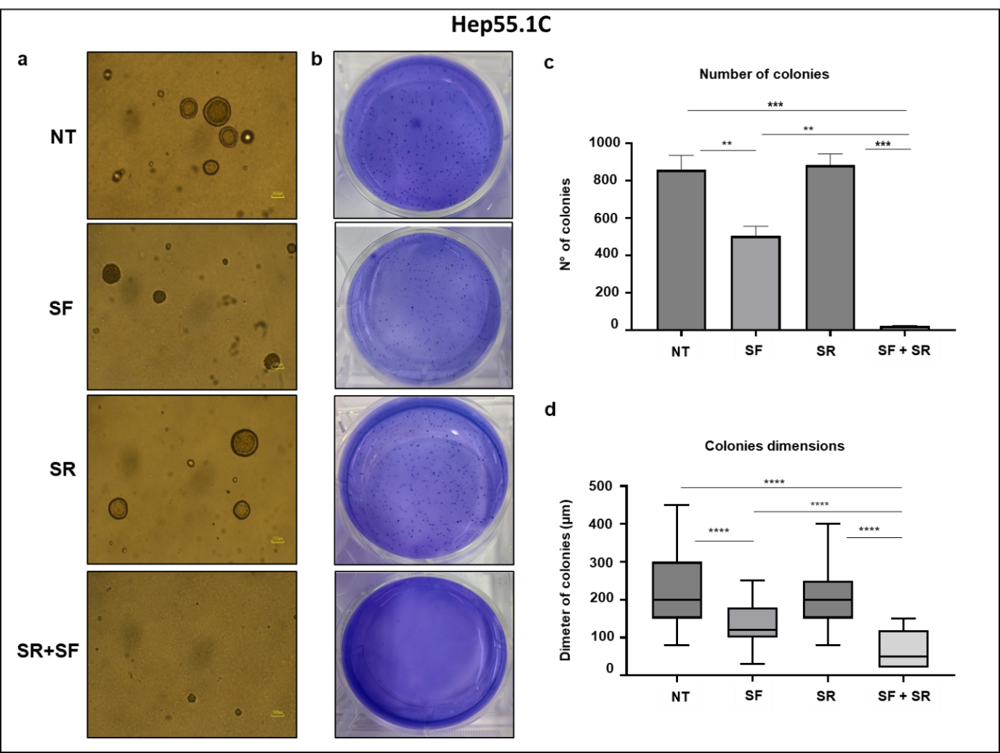 Hep55.1C
a
b
NT
SF
SR
SR+SF
c
Number of colonies
***
**
**
***
N° of colonies
1000
800
600
400
200
0
NT
SF
SR
SF + SR
d
Colonies dimensions
****
****
****
****
Dimeter of colonies (µm)
500
400
300
200
100
0
NT
SF
SR
SF + SR